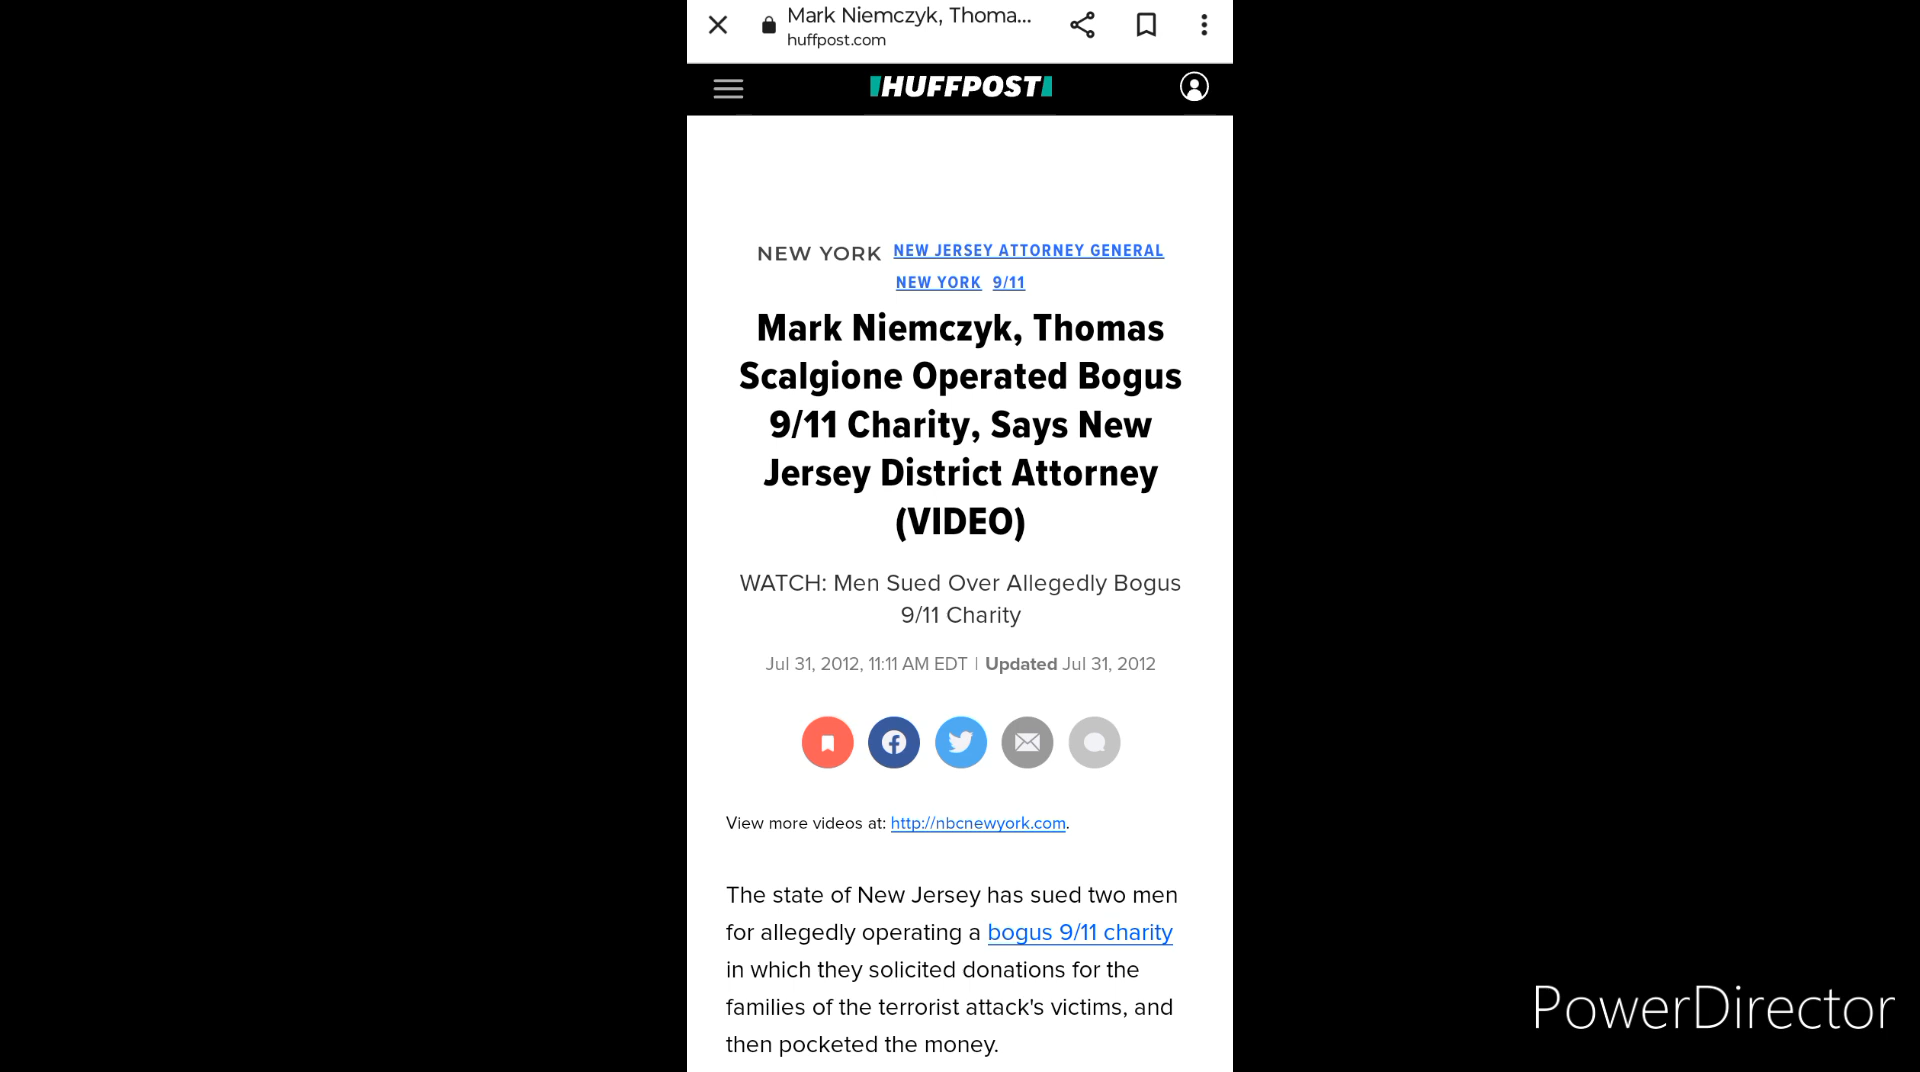 Mark Niemczyk, Thoma...
huffpost.com
HUFFPOST
NEW YORK NEW JERSEY ATTORNEY GENERAL
NEW YORK 9/11
Mark Niemczyk, Thomas
Scalgione Operated Bogus
9/11 Charity, Says New
Jersey District Attorney
(VIDEO)
WATCH: Men Sued Over Allegedly Bogus
9/11 Charity
Jul 31, 2012, 11:11 AM EDT | Updated Jul 31, 2012
View more videos at: http://nbcnewyork.com.
The state of New Jersey has sued two men
for allegedly operating a bogus 9/11 charity
in which they solicited donations for the
families of the terrorist attack's victims, and
then pocketed the money.
PowerDirector